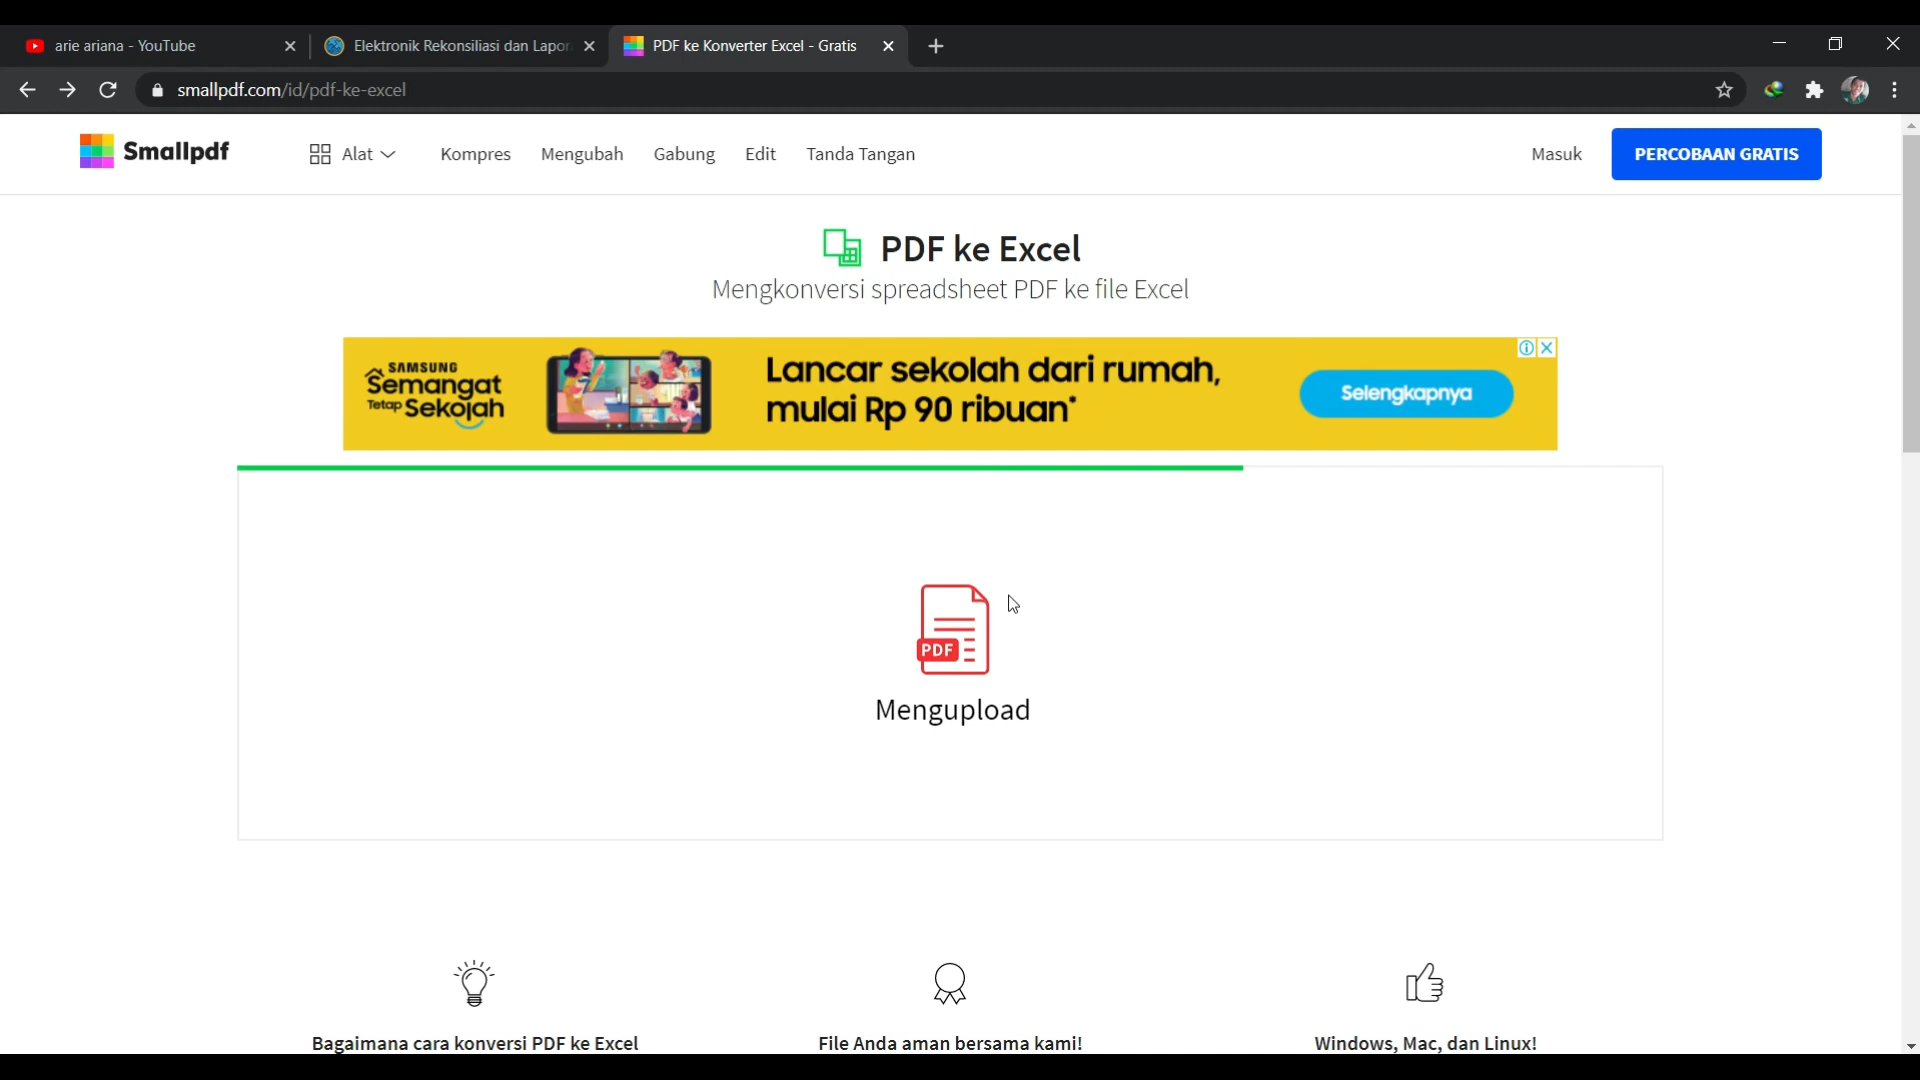 arie ariana - YouTube
Elektronik Rekonsiliasi dan Lapor
PDF ke Konverter Excel - Gratis
smallpdf.com/id/pdf-ke-excel
Smallpdf
Alat
Kompres
Mengubah
Gabung
Edit
Tanda Tangan
Masuk
PERCOBAAN GRATIS
PDF ke Excel
Mengkonversi spreadsheet PDF ke file Excel
SAMSUNG
Semangat
Tetap Sekolah
Lancar sekolah dari rumah,
mulai Rp 90 ribuan*
Selengkapnya
PDF
Mengupload
Bagaimana cara konversi PDF ke Excel
File Anda aman bersama kami!
Windows, Mac, dan Linux!